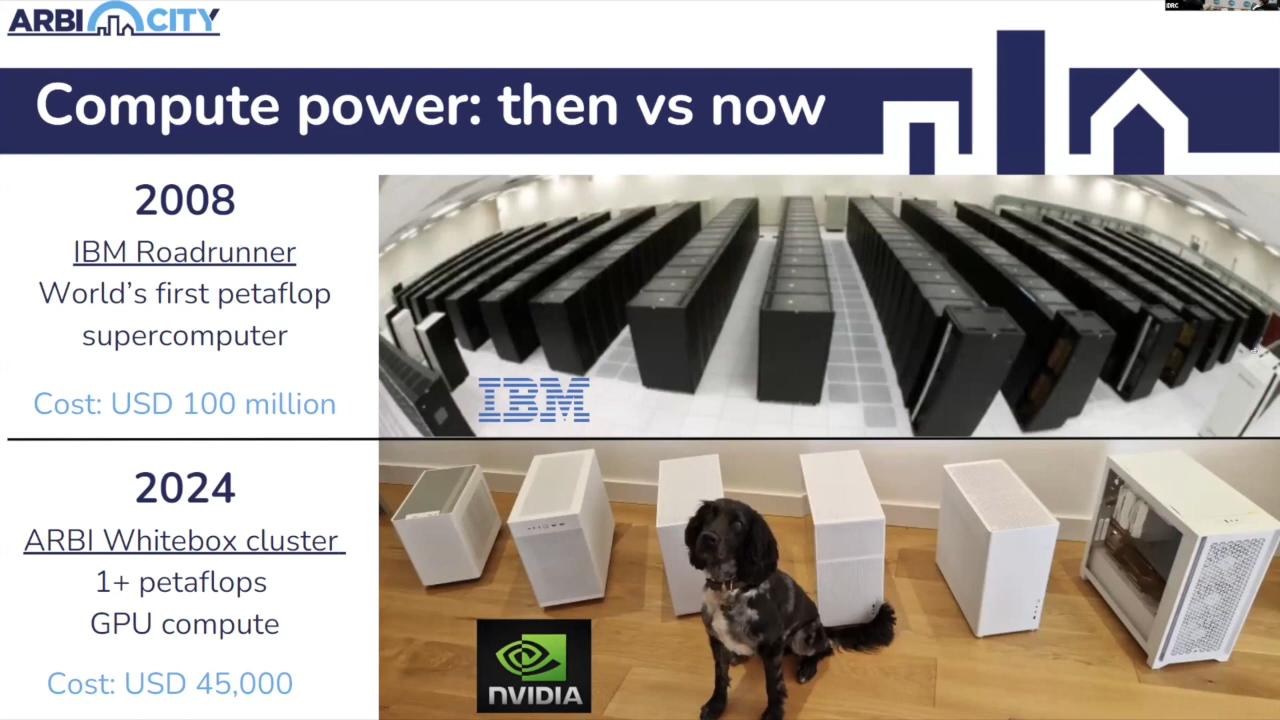 ARBI CITY
IDRC
Compute power: then vs now
2008
IBM Roadrunner
World's first petaflop
supercomputer
Cost: USD 100 million
IBM
2024
ARBI Whitebox cluster
1+ petaflops
GPU compute
Cost: USD 45,000
NVIDIA